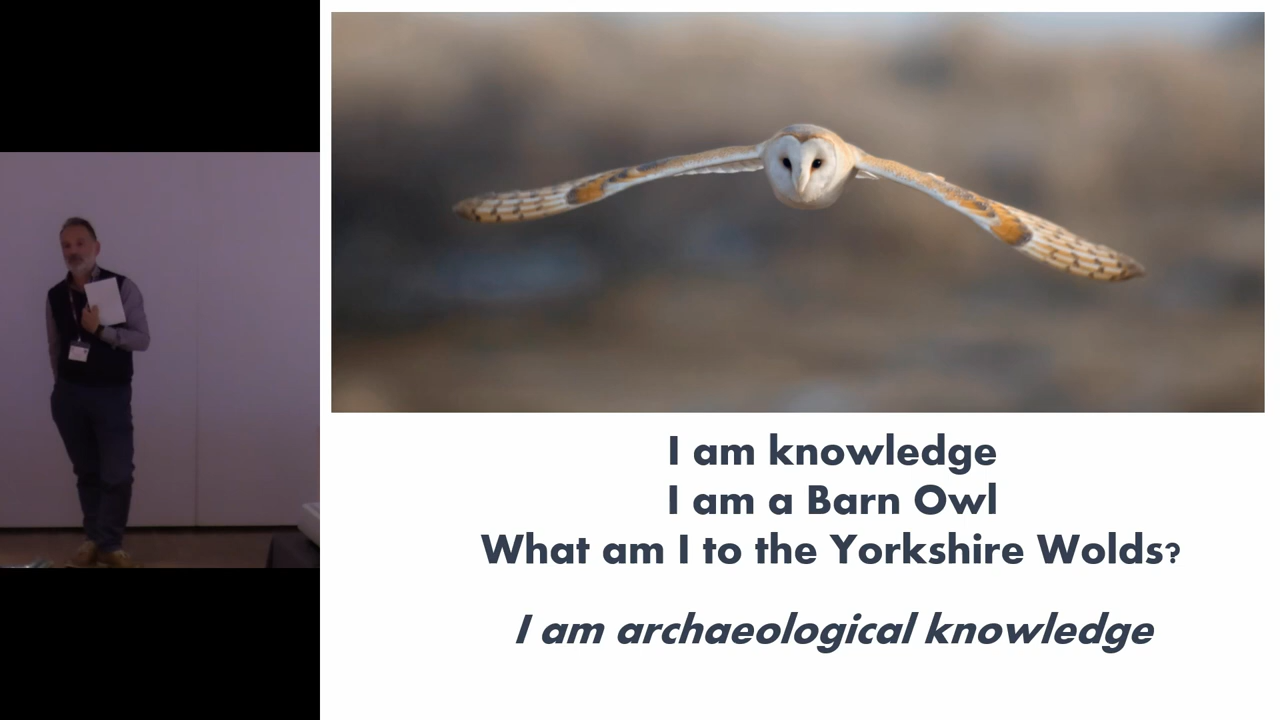 I am knowledge
I am a Barn Owl
What am I to the Yorkshire Wolds?
I am archaeological knowledge